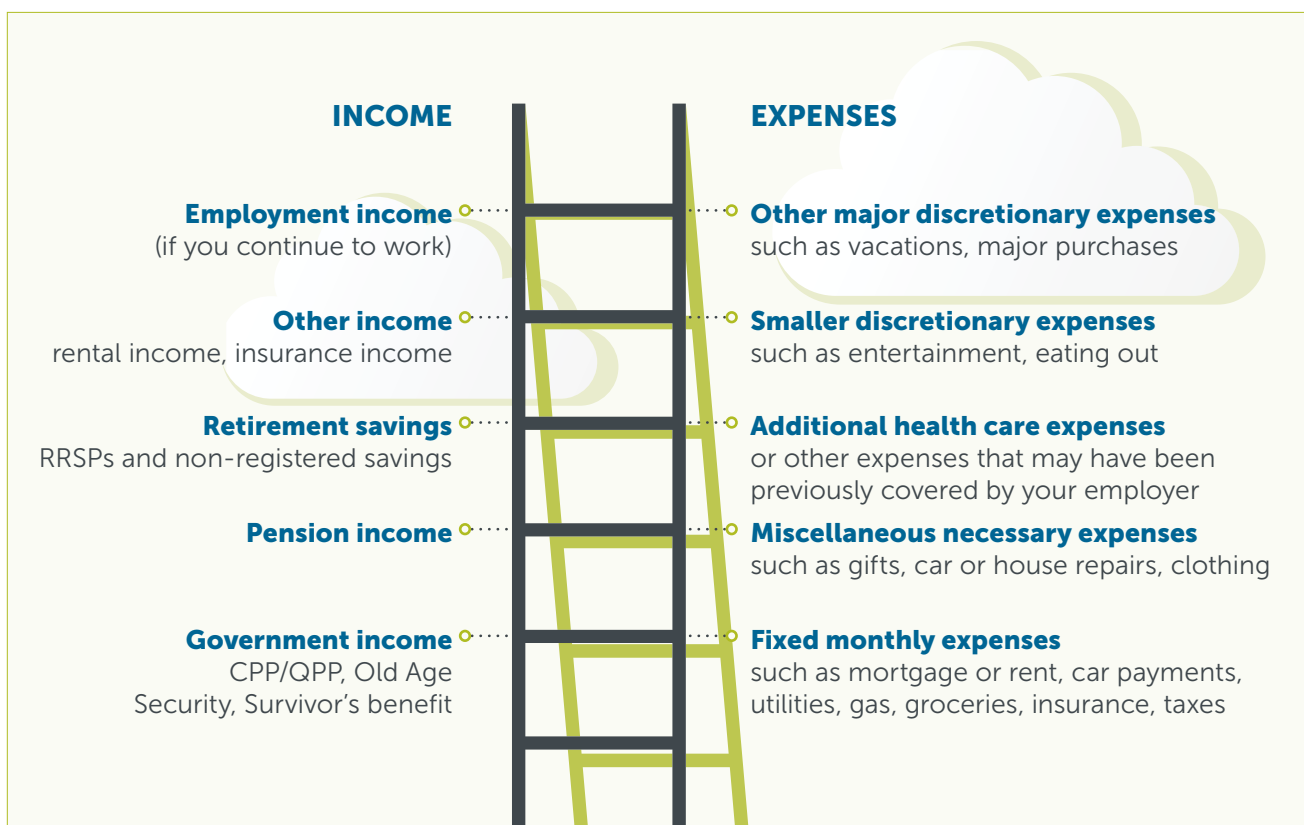 INCOME
EXPENSES
Employment income
(if you continue to work)
Other major discretionary expenses
such as vacations, major purchases
Other income
rental income, insurance income
Smaller discretionary expenses
such as entertainment, eating out
Retirement savings
RRSPs and non-registered savings
Additional health care expenses
or other expenses that may have been
previously covered by your employer
Pension income
Miscellaneous necessary expenses
such as gifts, car or house repairs, clothing
Government income
CPP/QPP, Old Age
Security, Survivor’s benefit
Fixed monthly expenses
such as mortgage or rent, car payments,
utilities, gas, groceries, insurance, taxes